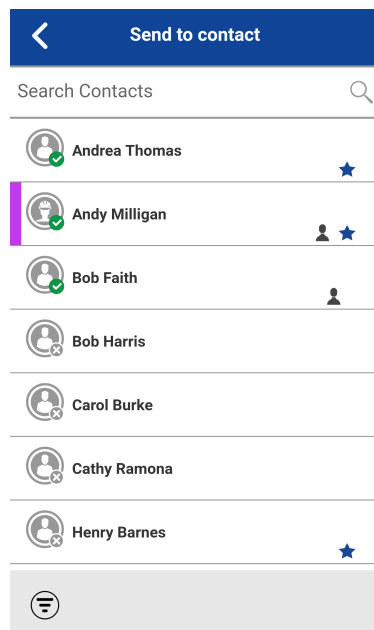 Send to contact
Search Contacts
Andrea Thomas
Andy Milligan
Bob Faith
Bob Harris
Carol Burke
Cathy Ramona
Henry Barnes